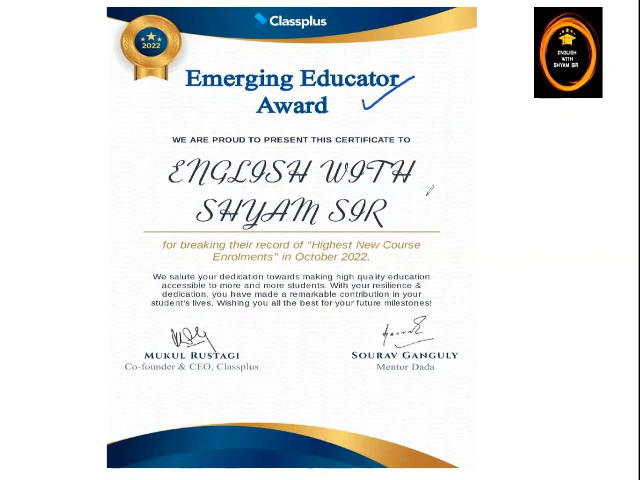 Classplus
2022
ENGLISH
WITH
SHYAM SIR
Emerging Educator
Award
WE ARE PROUD TO PRESENT THIS CERTIFICATE TO
ENGLISH WITH
SHYAM SIR
for breaking their record of "Highest New Course
Enrolments" in October 2022.
We salute your dedication towards making high quality education
accessible to more and more students. With your resilience &
dedication, you have made a remarkable contribution in your
student's lives. Wishing you all the best for your future milestones!
MUKUL RUSTAGI
Co-founder & CEO, Classplus
SOURAV GANGULY
Mentor Dada